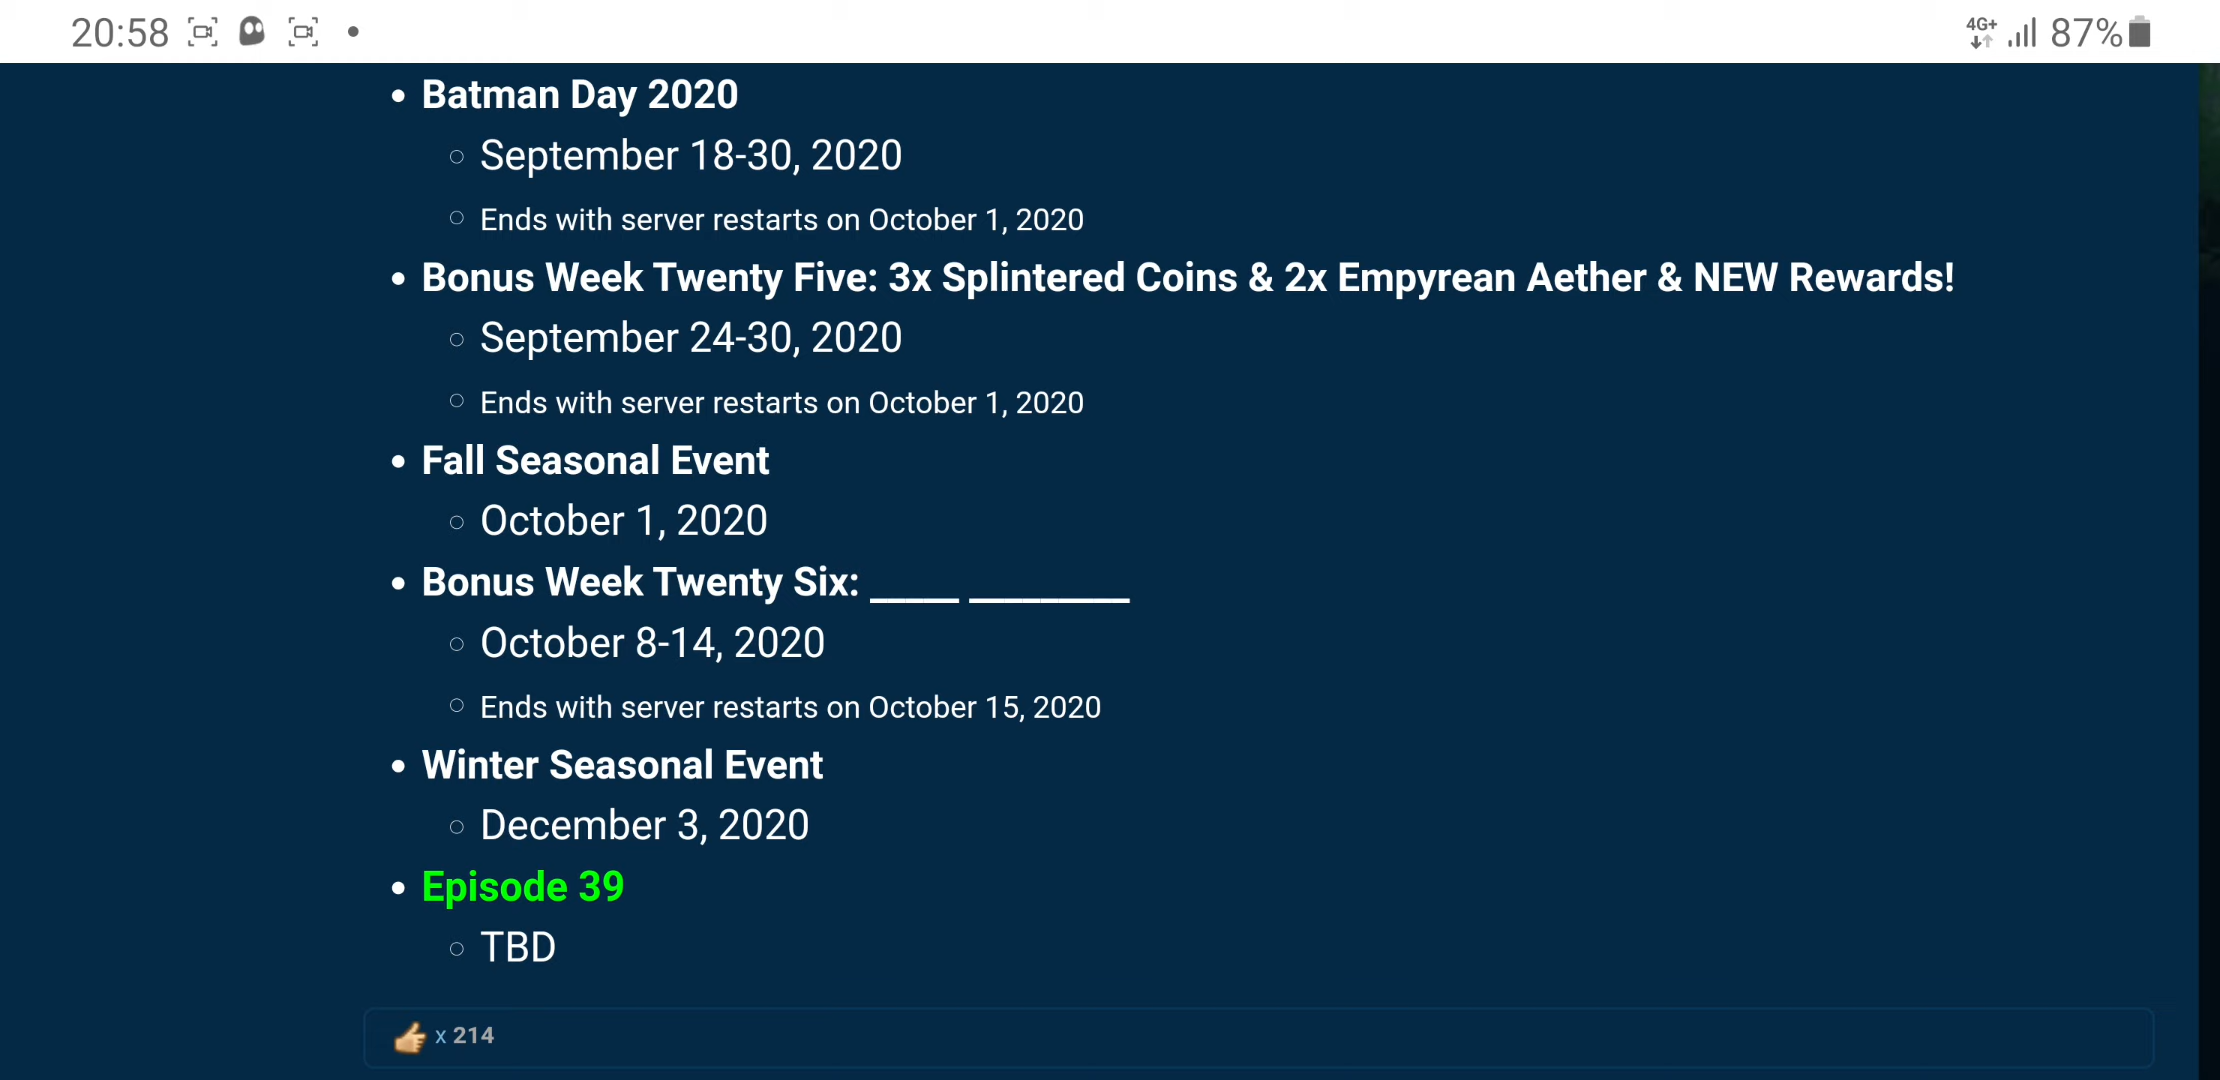 20:58 4G+ 87%
Batman Day 2020
September 18-30, 2020
Ends with server restarts on October 1, 2020
Bonus Week Twenty Five: 3x Splintered Coins & 2x Empyrean Aether & NEW Rewards!
September 24-30, 2020
Ends with server restarts on October 1, 2020
Fall Seasonal Event
October 1, 2020
Bonus Week Twenty Six: _____ _________
October 8-14, 2020
Ends with server restarts on October 15, 2020
Winter Seasonal Event
December 3, 2020
Episode 39
TBD
x 214